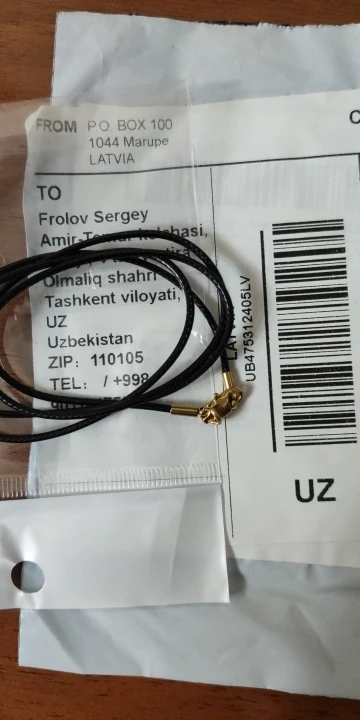 FROM P.O. BOX 100
1044 Marupe
LATVIA
C
TO
Frolov Sergey
Olmaliq shahri
Tashkent viloyati,
UZ
Uzbekistan
ZIP: 110105
TEL: / +998
UB475312405LV
UZ